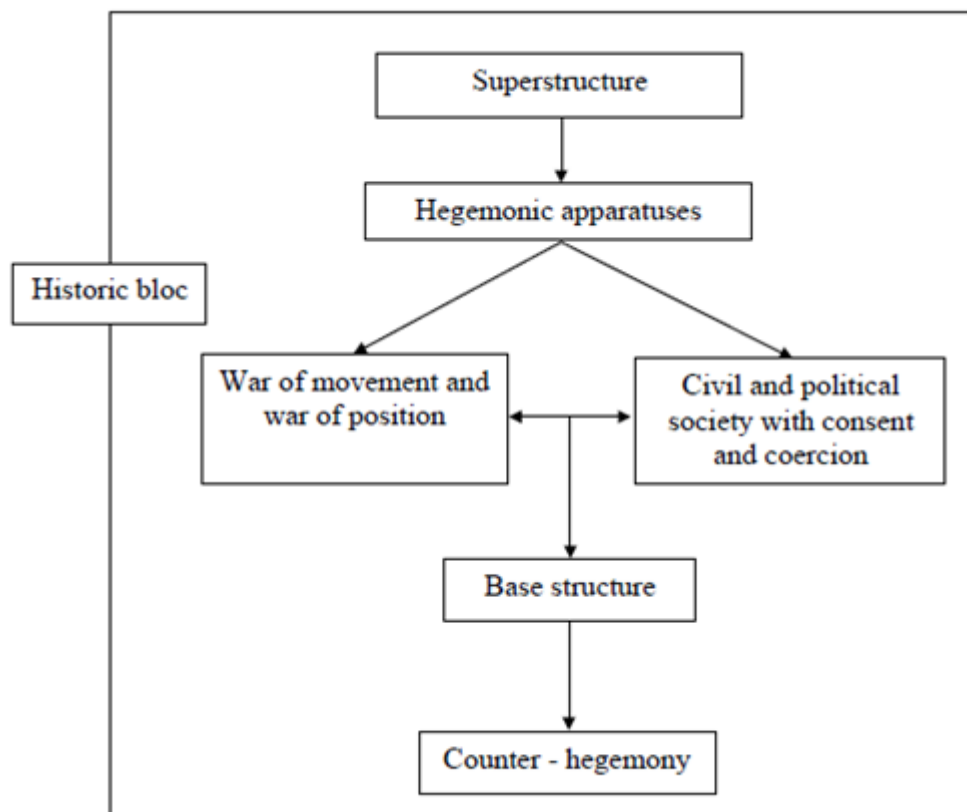 Superstructure
Hegemonic apparatuses
Historic bloc
War of movement and
war of position
Civil and political
society with consent
and coercion
Base structure
Counter - hegemony